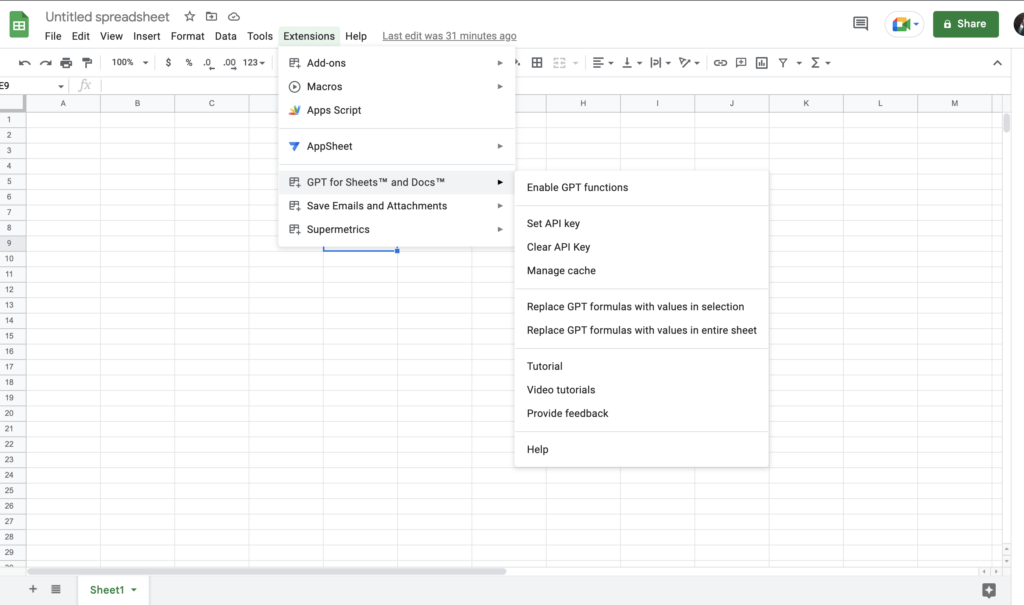 Untitled spreadsheet
File Edit View Insert Format Data Tools Extensions Help Last edit was 31 minutes ago
Share
100% $ % .0 .00 123
E9 fx
A B C H I J K L M
Add-ons
Macros
Apps Script
AppSheet
GPT for Sheets™ and Docs™
Save Emails and Attachments
Supermetrics
Enable GPT functions
Set API key
Clear API Key
Manage cache
Replace GPT formulas with values in selection
Replace GPT formulas with values in entire sheet
Tutorial
Video tutorials
Provide feedback
Help
1
2
3
4
5
6
7
8
9
10
11
12
13
14
15
16
17
18
19
20
21
22
23
24
25
26
27
28
29
Sheet1